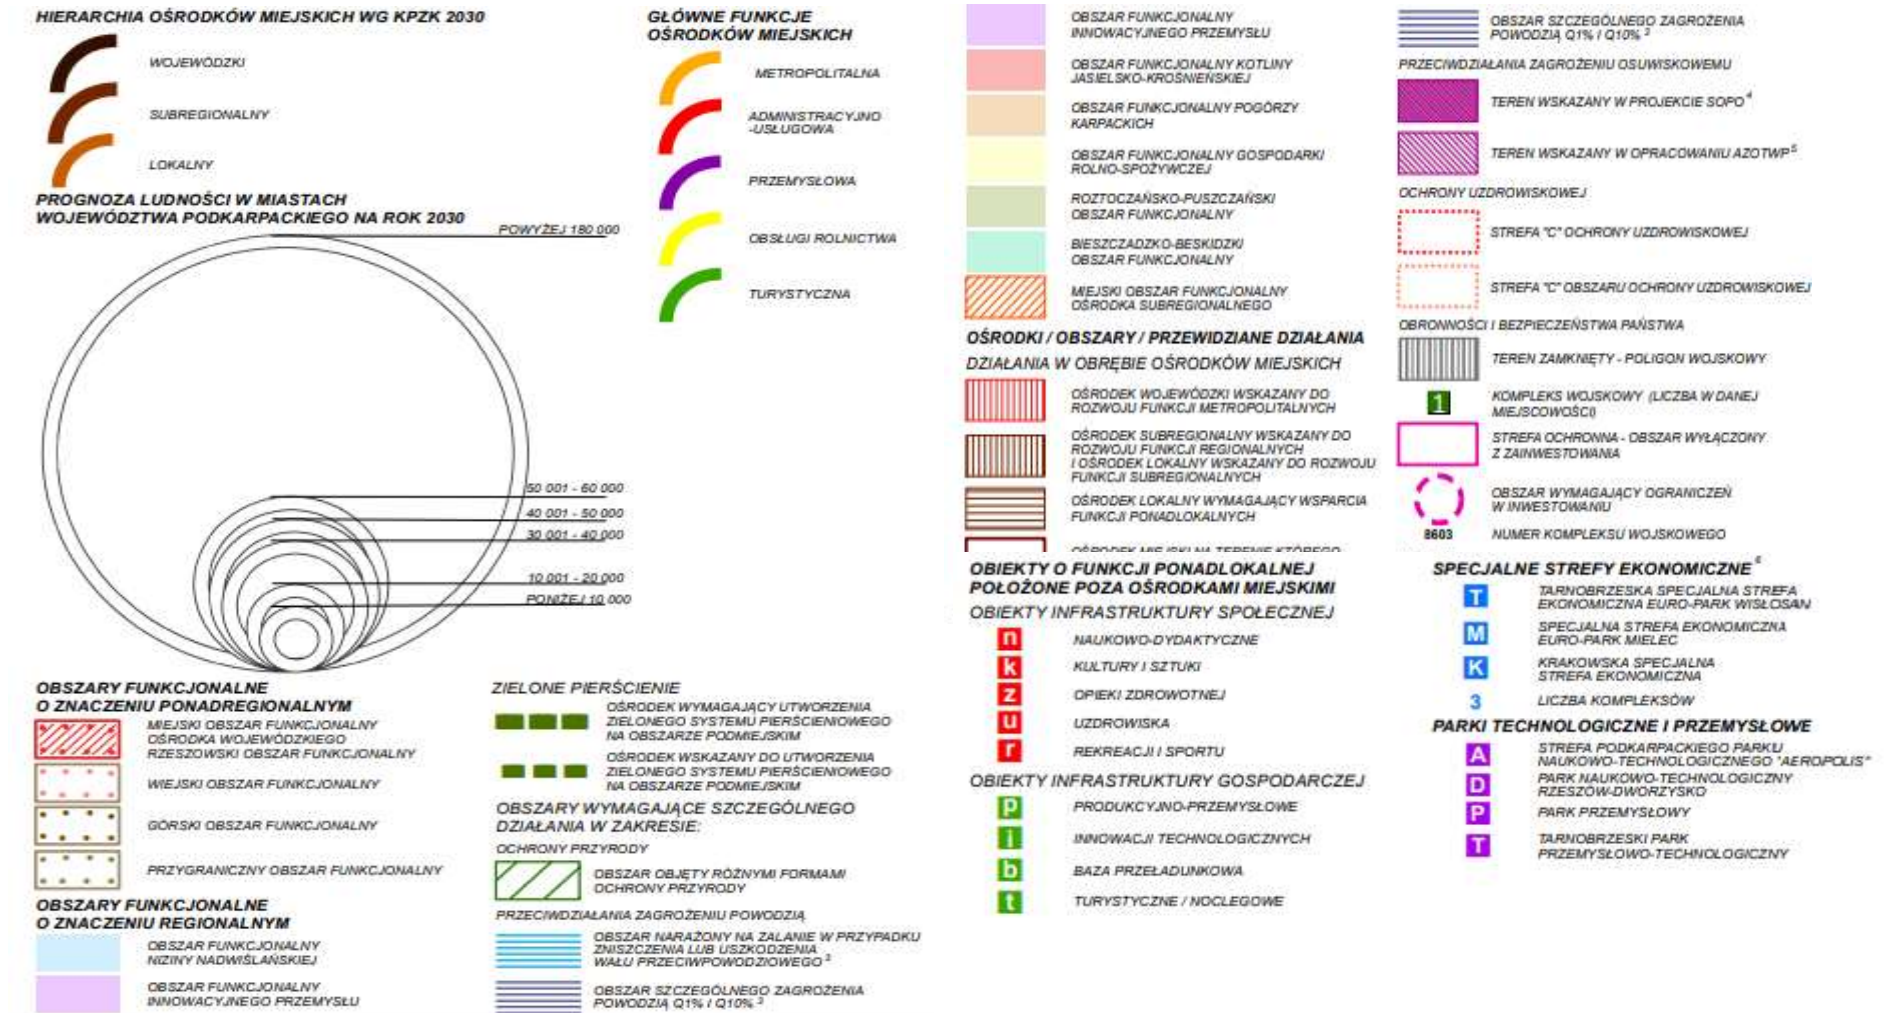 HIERARCHIA OŚRODKÓW MIEJSKICH WG KPZK 2030
WOJEWÓDZKI
SUBREGIONALNY
LOKALNY
PROGNOZA LUDNOŚCI W MIASTACH
WOJEWÓDZTWA PODKARPACKIEGO NA ROK 2030
POWYŻEJ 180 000
50 001 - 60 000
40 001 - 50 000
30 001 - 40 000
10 001 - 20 000
PONIŻEJ 10 000
GŁÓWNE FUNKCJE
OŚRODKÓW MIEJSKICH
METROPOLITALNA
ADMINISTRACYJNO
-USŁUGOWA
PRZEMYSŁOWA
OBSŁUGI ROLNICTWA
TURYSTYCZNA
OBSZARY FUNKCJONALNE
O ZNACZENIU PONADREGIONALNYM
MIEJSKI OBSZAR FUNKCJONALNY
OŚRODKA WOJEWÓDZKIEGO
RZESZOWSKI OBSZAR FUNKCJONALNY
WIEJSKI OBSZAR FUNKCJONALNY
GÓRSKI OBSZAR FUNKCJONALNY
PRZYGRANICZNY OBSZAR FUNKCJONALNY
OBSZARY FUNKCJONALNE
O ZNACZENIU REGIONALNYM
OBSZAR FUNKCJONALNY
NIZINY NADWIŚLAŃSKIEJ
OBSZAR FUNKCJONALNY
INNOWACYJNEGO PRZEMYSŁU
ZIELONE PIERŚCIENIE
OŚRODEK WYMAGAJĄCY UTWORZENIA
ZIELONEGO SYSTEMU PIERŚCIENIOWEGO
NA OBSZARZE PODMIEJSKIM
OŚRODEK WSKAZANY DO UTWORZENIA
ZIELONEGO SYSTEMU PIERŚCIENIOWEGO
NA OBSZARZE PODMIEJSKIM
OBSZARY WYMAGAJĄCE SZCZEGÓLNEGO
DZIAŁANIA W ZAKRESIE:
OCHRONY PRZYRODY
OBSZAR OBJĘTY RÓŻNYMI FORMAMI
OCHRONY PRZYRODY
PRZECIWDZIAŁANIA ZAGROŻENIU POWODZIĄ
OBSZAR NARAŻONY NA ZALANIE W PRZYPADKU
ZNISZCZENIA LUB USZKODZENIA
WAŁU PRZECIWPOWODZIOWEGO 3
OBSZAR SZCZEGÓLNEGO ZAGROŻENIA
POWODZIĄ Q1% I Q10% 3
OBSZAR FUNKCJONALNY
INNOWACYJNEGO PRZEMYSŁU
OBSZAR FUNKCJONALNY KOTLINY
JASIELSKO-KROŚNIEŃSKIEJ
OBSZAR FUNKCJONALNY POGÓRZY
KARPACKICH
OBSZAR FUNKCJONALNY GOSPODARKI
ROLNO-SPOŻYWCZEJ
ROZTOCZAŃSKO-PUSZCZAŃSKI
OBSZAR FUNKCJONALNY
BIESZCZADZKO-BESKIDZKI
OBSZAR FUNKCJONALNY
MIEJSKI OBSZAR FUNKCJONALNY
OŚRODKA SUBREGIONALNEGO
OŚRODKI / OBSZARY / PRZEWIDZIANE DZIAŁANIA
DZIAŁANIA W OBRĘBIE OŚRODKÓW MIEJSKICH
OŚRODEK WOJEWÓDZKI WSKAZANY DO
ROZWOJU FUNKCJI METROPOLITALNYCH
OŚRODEK SUBREGIONALNY WSKAZANY DO
ROZWOJU FUNKCJI REGIONALNYCH
I OŚRODEK LOKALNY WSKAZANY DO ROZWOJU
FUNKCJI SUBREGIONALNYCH
OŚRODEK LOKALNY WYMAGAJĄCY WSPARCIA
FUNKCJI PONADLOKALNYCH
OŚRODEK MIEJSKI NA TERENIE KTÓREGO
OBIEKTY O FUNKCJI PONADLOKALNEJ
POŁOŻONE POZA OŚRODKAMI MIEJSKIMI
OBIEKTY INFRASTRUKTURY SPOŁECZNEJ
n NAUKOWO-DYDAKTYCZNE
k KULTURY I SZTUKI
z OPIEKI ZDROWOTNEJ
u UZDROWISKA
r REKREACJI I SPORTU
OBIEKTY INFRASTRUKTURY GOSPODARCZEJ
p PRODUKCYJNO-PRZEMYSŁOWE
i INNOWACJI TECHNOLOGICZNYCH
b BAZA PRZEŁADUNKOWA
t TURYSTYCZNE / NOCLEGOWE
OBSZAR SZCZEGÓLNEGO ZAGROŻENIA
POWODZIĄ Q1% I Q10% 3
PRZECIWDZIAŁANIA ZAGROŻENIU OSUWISKOWEMU
TEREN WSKAZANY W PROJEKCIE SOPO 4
TEREN WSKAZANY W OPRACOWANIU AZOTWP 5
OCHRONY UZDROWISKOWEJ
STREFA "C" OCHRONY UZDROWISKOWEJ
STREFA "C" OBSZARU OCHRONY UZDROWISKOWEJ
OBRONNOŚCI I BEZPIECZEŃSTWA PAŃSTWA
TEREN ZAMKNIĘTY - POLIGON WOJSKOWY
1 KOMPLEKS WOJSKOWY (LICZBA W DANEJ
MIEJSCOWOŚCI)
STREFA OCHRONNA - OBSZAR WYŁĄCZONY
Z ZAINWESTOWANIA
OBSZAR WYMAGAJĄCY OGRANICZEŃ
W INWESTOWANIU
8603 NUMER KOMPLEKSU WOJSKOWEGO
SPECJALNE STREFY EKONOMICZNE 6
T TARNOBRZESKA SPECJALNA STREFA
EKONOMICZNA EURO-PARK WISŁOSAN
M SPECJALNA STREFA EKONOMICZNA
EURO-PARK MIELEC
K KRAKOWSKA SPECJALNA
STREFA EKONOMICZNA
3 LICZBA KOMPLEKSÓW
PARKI TECHNOLOGICZNE I PRZEMYSŁOWE
A STREFA PODKARPACKIEGO PARKU
NAUKOWO-TECHNOLOGICZNEGO "AEROPOLIS"
D PARK NAUKOWO-TECHNOLOGICZNY
RZESZÓW-DWORZYSKO
P PARK PRZEMYSŁOWY
T TARNOBRZESKI PARK
PRZEMYSŁOWO-TECHNOLOGICZNY